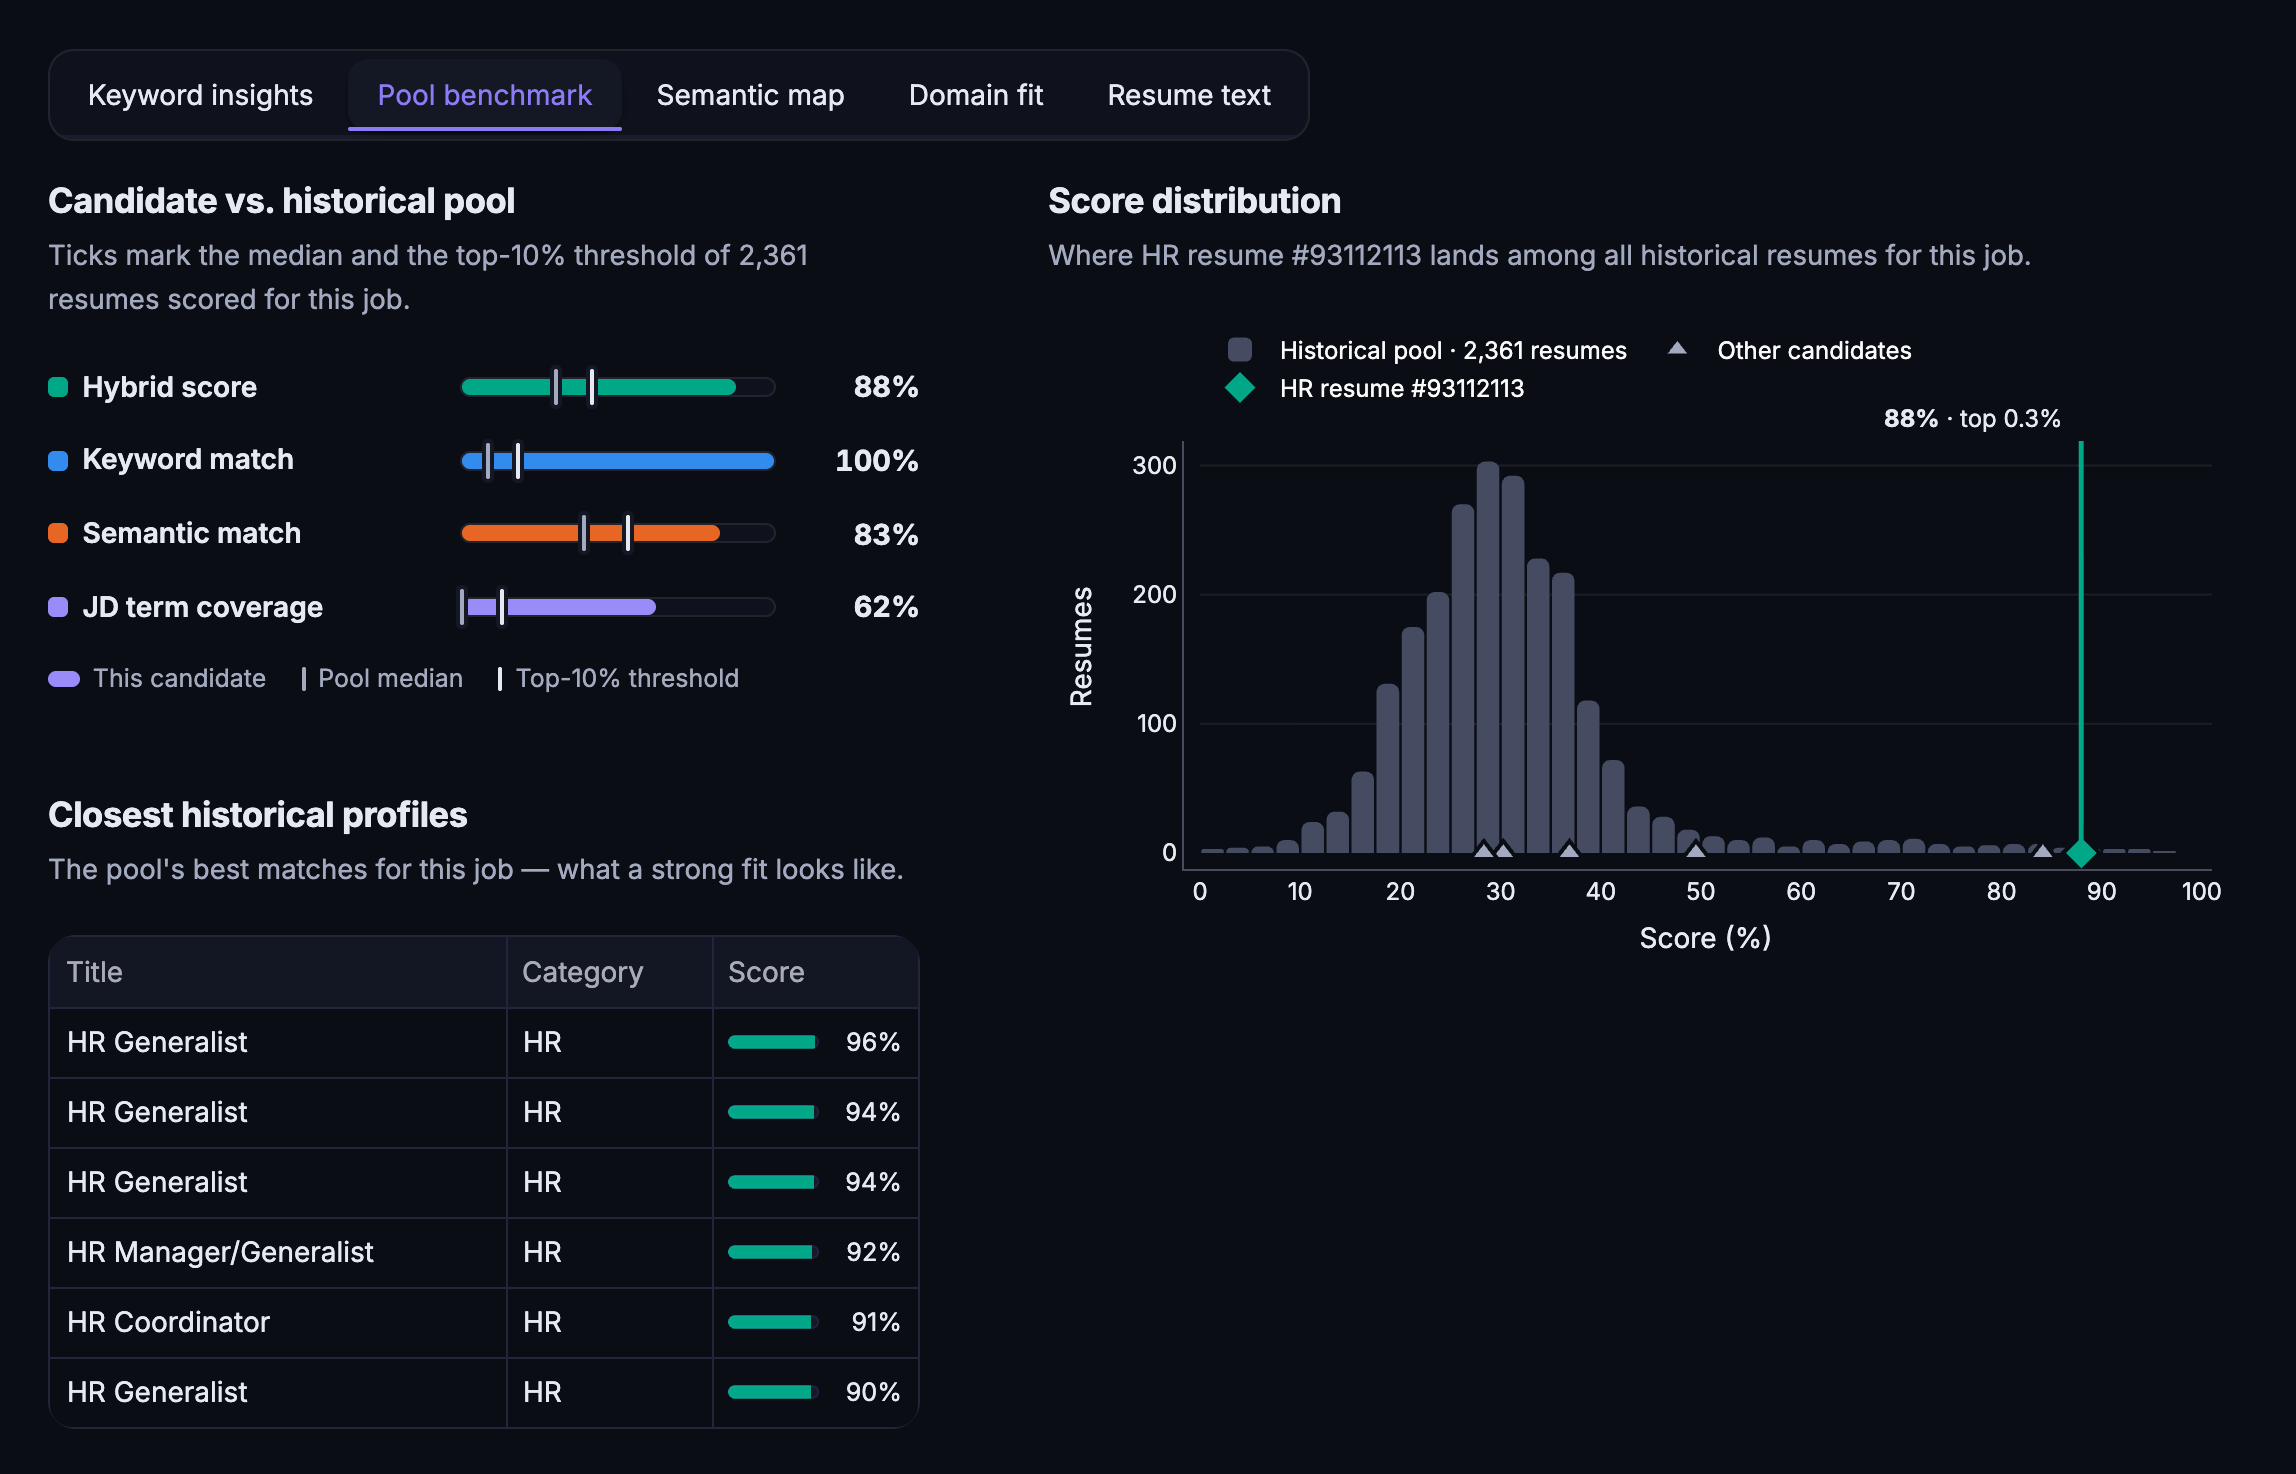 Keyword insights
Pool benchmark
Semantic map
Domain fit
Resume text
Candidate vs. historical pool
Ticks mark the median and the top-10% threshold of 2,361
resumes scored for this job.
Hybrid score 88%
Keyword match 100%
Semantic match 83%
JD term coverage 62%
This candidate Pool median Top-10% threshold
Closest historical profiles
The pool's best matches for this job — what a strong fit looks like.
Title Category Score
HR Generalist HR 96%
HR Generalist HR 94%
HR Generalist HR 94%
HR Manager/Generalist HR 92%
HR Coordinator HR 91%
HR Generalist HR 90%
Score distribution
Where HR resume #93112113 lands among all historical resumes for this job.
Historical pool · 2,361 resumes Other candidates
HR resume #93112113
88% · top 0.3%
300
200
100
0
Resumes
0 10 20 30 40 50 60 70 80 90 100
Score (%)